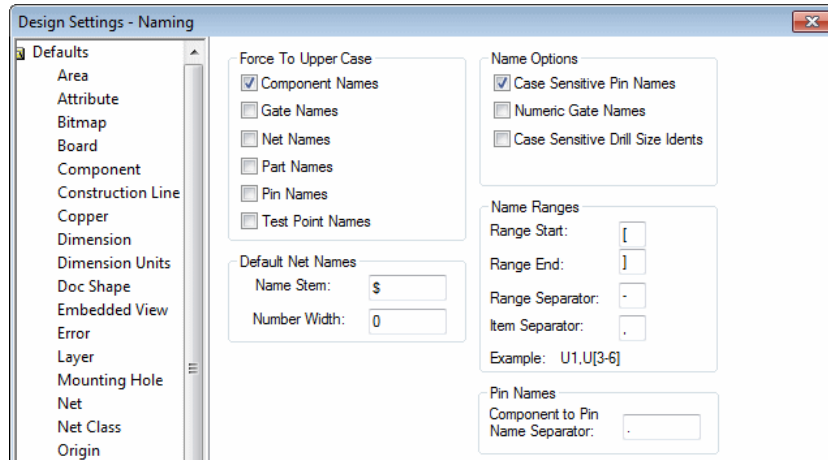 Design Settings - Naming
Defaults
Area
Attribute
Bitmap
Board
Component
Construction Line
Copper
Dimension
Dimension Units
Doc Shape
Embedded View
Error
Layer
Mounting Hole
Net
Net Class
Origin
Force To Upper Case
Component Names
Gate Names
Net Names
Part Names
Pin Names
Test Point Names
Default Net Names
Name Stem: $
Number Width: 0
Name Options
Case Sensitive Pin Names
Numeric Gate Names
Case Sensitive Drill Size Idents
Name Ranges
Range Start: [
Range End: ]
Range Separator: -
Item Separator: ,
Example: U1,U[3-6]
Pin Names
Component to Pin
Name Separator: .